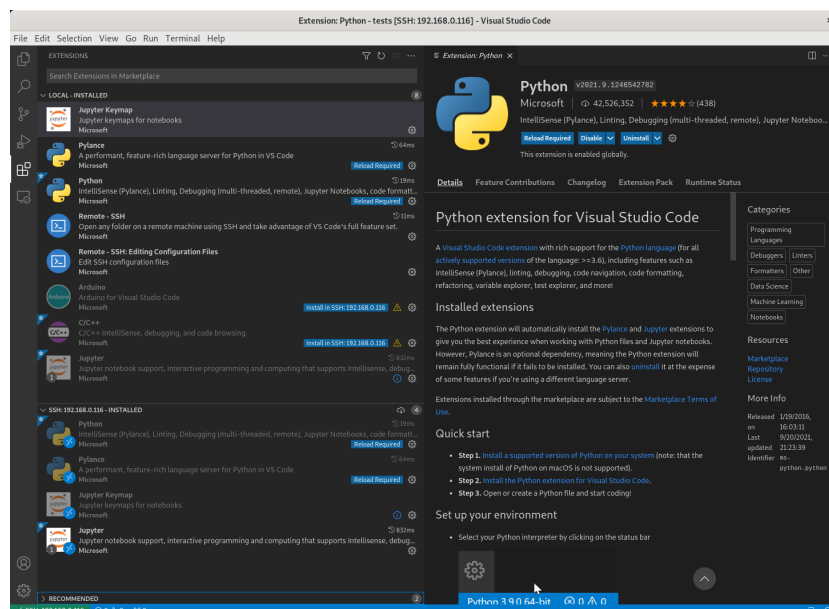 Extension: Python - tests [SSH: 192.168.0.116] - Visual Studio Code
File Edit Selection View Go Run Terminal Help
EXTENSIONS
Search Extensions in Marketplace
LOCAL - INSTALLED 8
Jupyter Keymap
Jupyter keymaps for notebooks
Microsoft
Pylance 64ms
A performant, feature-rich language server for Python in VS Code
Microsoft Reload Required
Python 19ms
IntelliSense (Pylance), Linting, Debugging (multi-threaded, remote), Jupyter Notebooks, code formatt...
Microsoft Reload Required
Remote - SSH 11ms
Open any folder on a remote machine using SSH and take advantage of VS Code's full feature set.
Microsoft
Remote - SSH: Editing Configuration Files
Edit SSH configuration files
Microsoft
Arduino
Arduino for Visual Studio Code
Microsoft Install in SSH: 192.168.0.116
C/C++
C/C++ IntelliSense, debugging, and code browsing.
Microsoft Install in SSH: 192.168.0.116
Jupyter 832ms
Jupyter notebook support, interactive programming and computing that supports Intellisense, debug...
1 Microsoft
SSH: 192.168.0.116 - INSTALLED 4
Python 19ms
IntelliSense (Pylance), Linting, Debugging (multi-threaded, remote), Jupyter Notebooks, code formatt...
Microsoft Reload Required
Pylance 64ms
A performant, feature-rich language server for Python in VS Code
Microsoft Reload Required
Jupyter Keymap
Jupyter keymaps for notebooks
Microsoft
Jupyter 832ms
Jupyter notebook support, interactive programming and computing that supports Intellisense, debug...
1 Microsoft
RECOMMENDED 2
Extension: Python
Python v2021.9.1246542782
Microsoft 42,526,352 (438)
IntelliSense (Pylance), Linting, Debugging (multi-threaded, remote), Jupyter Noteboo...
Reload Required Disable Uninstall
This extension is enabled globally.
Details Feature Contributions Changelog Extension Pack Runtime Status
Python extension for Visual Studio Code
A Visual Studio Code extension with rich support for the Python language (for all
actively supported versions of the language: >=3.6), including features such as
IntelliSense (Pylance), linting, debugging, code navigation, code formatting,
refactoring, variable explorer, test explorer, and more!
Installed extensions
The Python extension will automatically install the Pylance and Jupyter extensions to
give you the best experience when working with Python files and Jupyter notebooks.
However, Pylance is an optional dependency, meaning the Python extension will
remain fully functional if it fails to be installed. You can also uninstall it at the expense
of some features if you're using a different language server.
Extensions installed through the marketplace are subject to the Marketplace Terms of
Use.
Quick start
Step 1. Install a supported version of Python on your system (note: that the
system install of Python on macOS is not supported).
Step 2. Install the Python extension for Visual Studio Code.
Step 3. Open or create a Python file and start coding!
Set up your environment
Select your Python interpreter by clicking on the status bar
Python 3.9.0 64-bit 0 0
Categories
Programming
Languages
Debuggers Linters
Formatters Other
Data Science
Machine Learning
Notebooks
Resources
Marketplace
Repository
License
More Info
Released 1/19/2016,
on 16:03:11
Last 9/20/2021,
updated 21:23:39
Identifier ms-
python.python